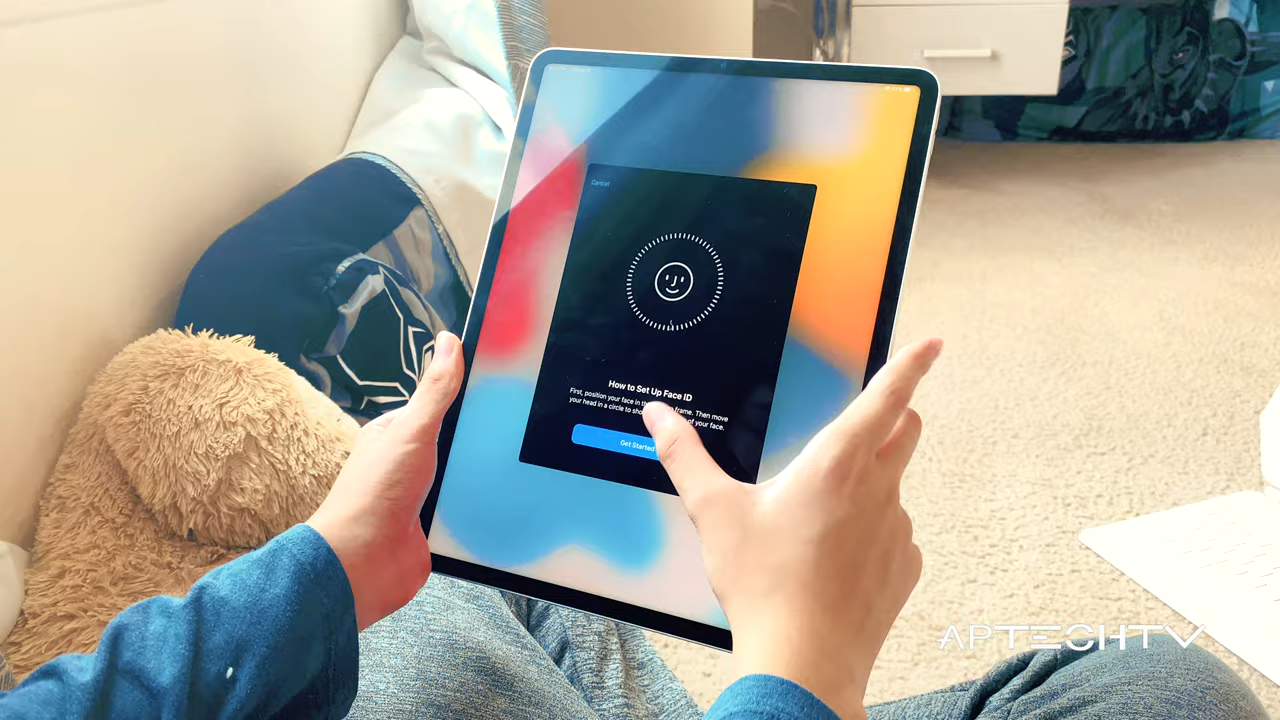 Cancel
How to Set Up Face ID
First, position your face in the frame. Then move
your head in a circle to sho of your face.
Get Started
APTECHTV